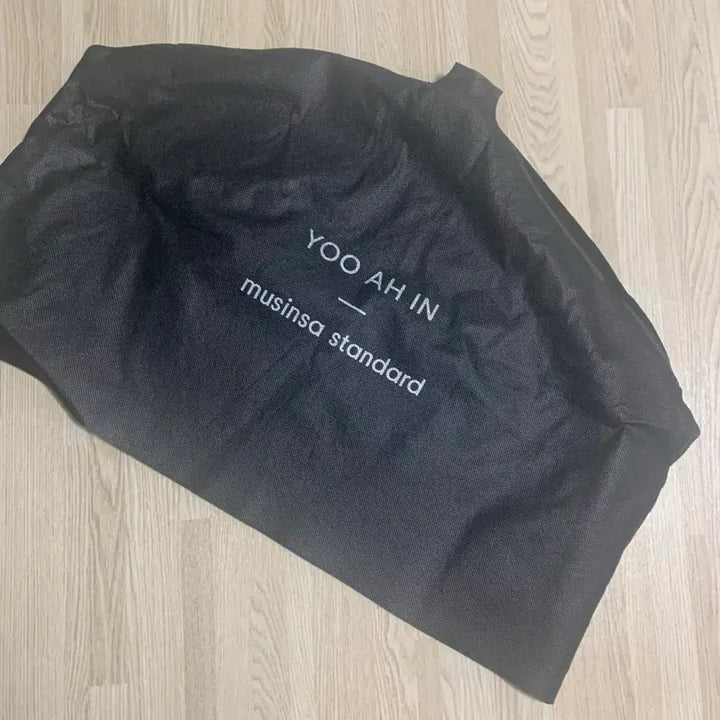 YOO AH IN
—
musinsa standard